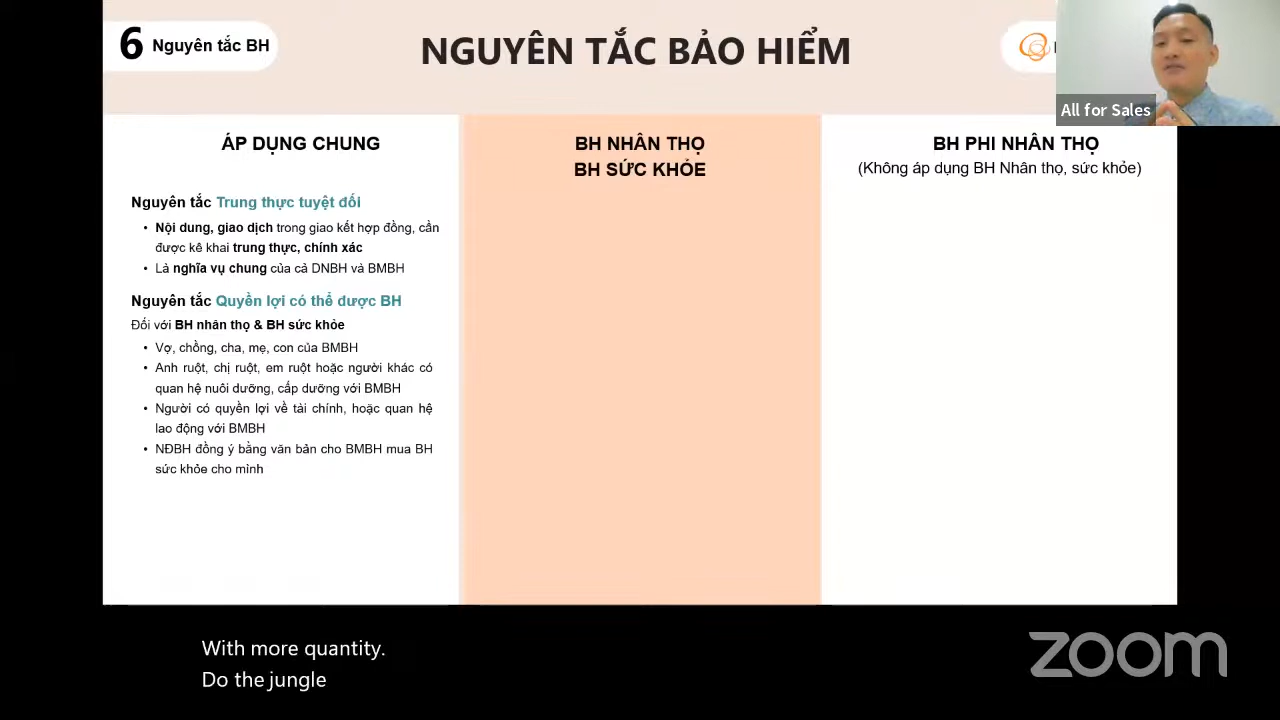 6 Nguyên tắc BH
NGUYÊN TẮC BẢO HIỂM
All for Sales
ÁP DỤNG CHUNG
Nguyên tắc Trung thực tuyệt đối
• Nội dung, giao dịch trong giao kết hợp đồng, cần
được kê khai trung thực, chính xác
• Là nghĩa vụ chung của cả DNBH và BMBH
Nguyên tắc Quyền lợi có thể được BH
Đối với BH nhân thọ & BH sức khỏe
• Vợ, chồng, cha, mẹ, con của BMBH
• Anh ruột, chị ruột, em ruột hoặc người khác có
quan hệ nuôi dưỡng, cấp dưỡng với BMBH
• Người có quyền lợi về tài chính, hoặc quan hệ
lao động với BMBH
• NĐBH đồng ý bằng văn bản cho BMBH mua BH
sức khỏe cho mình
BH NHÂN THỌ
BH SỨC KHỎE
BH PHI NHÂN THỌ
(Không áp dụng BH Nhân thọ, sức khỏe)
With more quantity.
Do the jungle
zoom